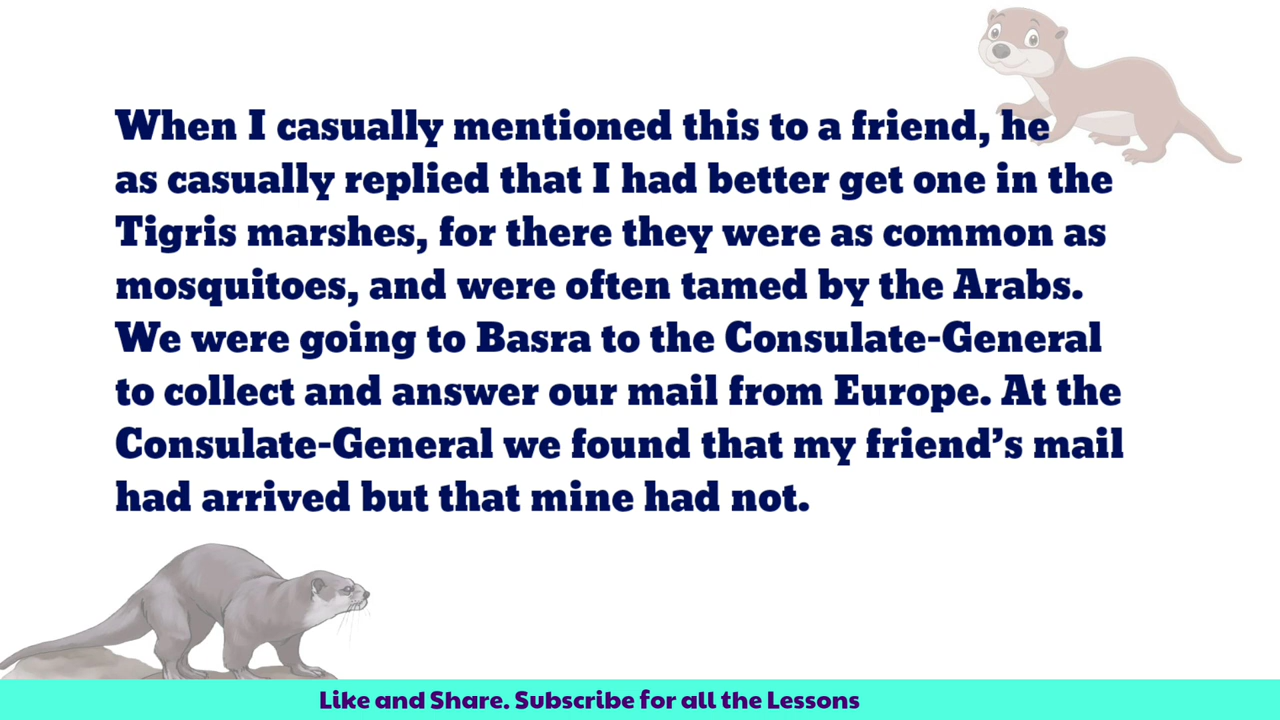 When I casually mentioned this to a friend, he
as casually replied that I had better get one in the
Tigris marshes, for there they were as common as
mosquitoes, and were often tamed by the Arabs.
We were going to Basra to the Consulate-General
to collect and answer our mail from Europe. At the
Consulate-General we found that my friend’s mail
had arrived but that mine had not.
Like and Share. Subscribe for all the Lessons